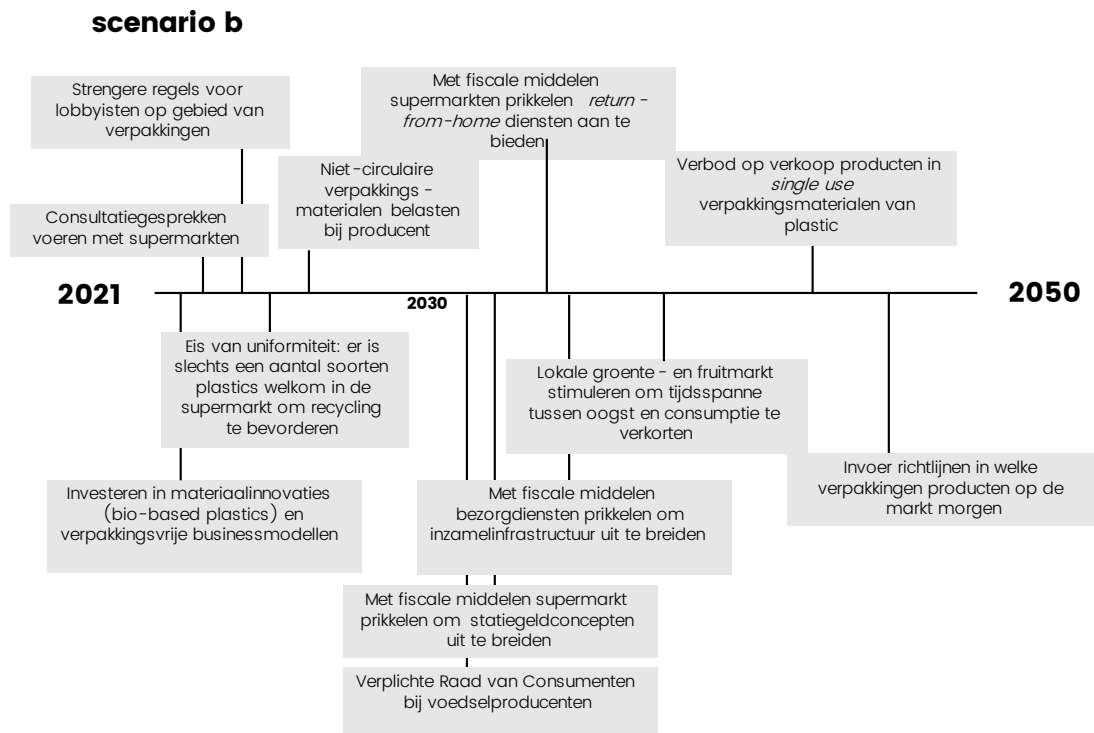 scenario b
Strengere regels voor
lobbyisten op gebied van
verpakkingen
Met fiscale middelen
supermarkten prikkelen return -
from-home diensten aan te
bieden
Niet-circulaire
verpakkings -
materialen belasten
bij producent
Verbod op verkoop producten in
single use
verpakkingsmaterialen van
plastic
Consultatiegesprekken
voeren met supermarkten
2021
2030
2050
Eis van uniformiteit: er is
slechts een aantal soorten
plastics welkom in de
supermarkt om recycling
te bevorderen
Lokale groente - en fruitmarkt
stimuleren om tijdsspanne
tussen oogst en consumptie te
verkorten
Invoer richtlijnen in welke
verpakkingen producten op de
markt morgen
Investeren in materiaalinnovaties
(bio-based plastics) en
verpakkingsvrije businessmodellen
Met fiscale middelen
bezorgdiensten prikkelen om
inzamelinfrastructuur uit te breiden
Met fiscale middelen supermarkt
prikkelen om statiegeldconcepten
uit te breiden
Verplichte Raad van Consumenten
bij voedselproducenten